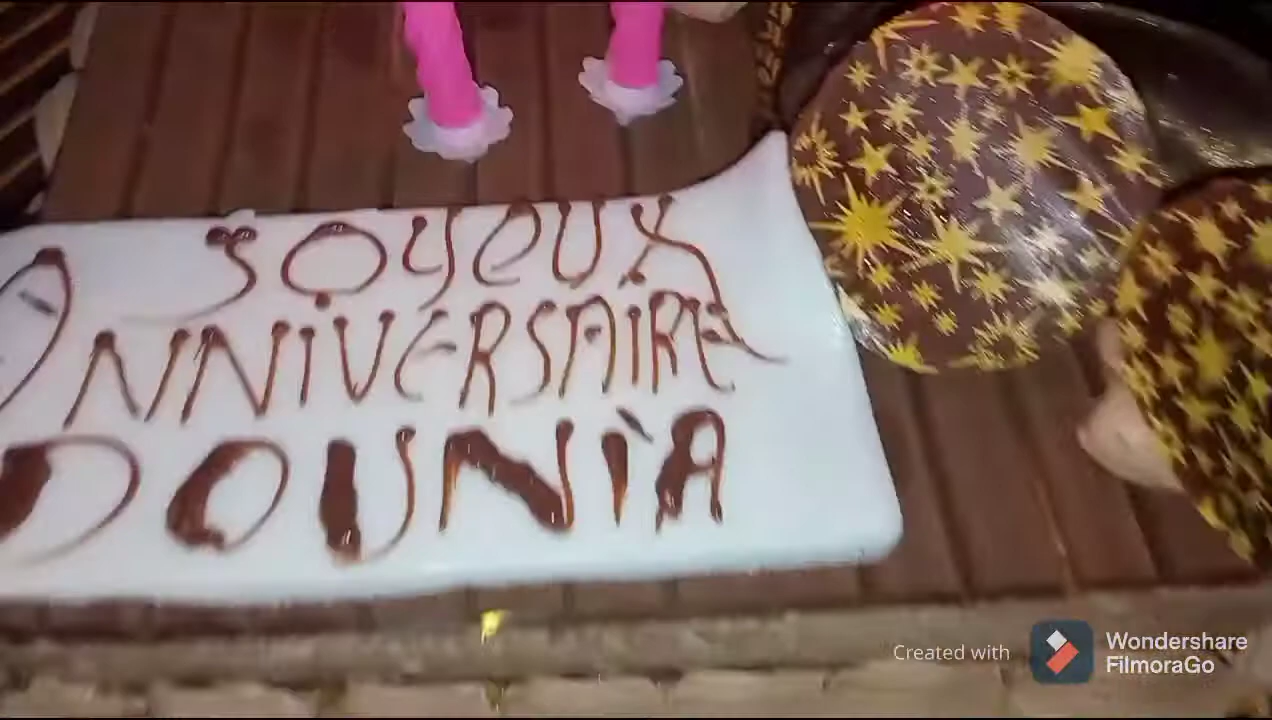 JOYEUX
ANNIVERSAIRE
DOUNIA
Created with
Wondershare
FilmoraGo